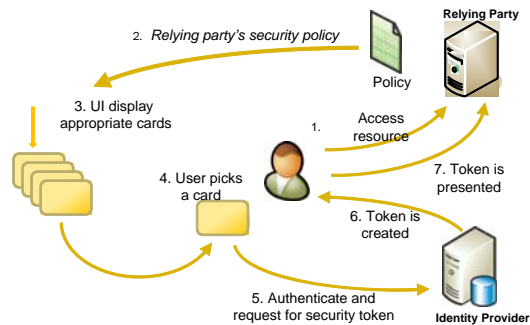 Relying Party
2. Relying party's security policy
Policy
3. UI display
appropriate cards
1. Access
resource
4. User picks
a card
7. Token is
presented
6. Token is
created
5. Authenticate and
request for security token
Identity Provider